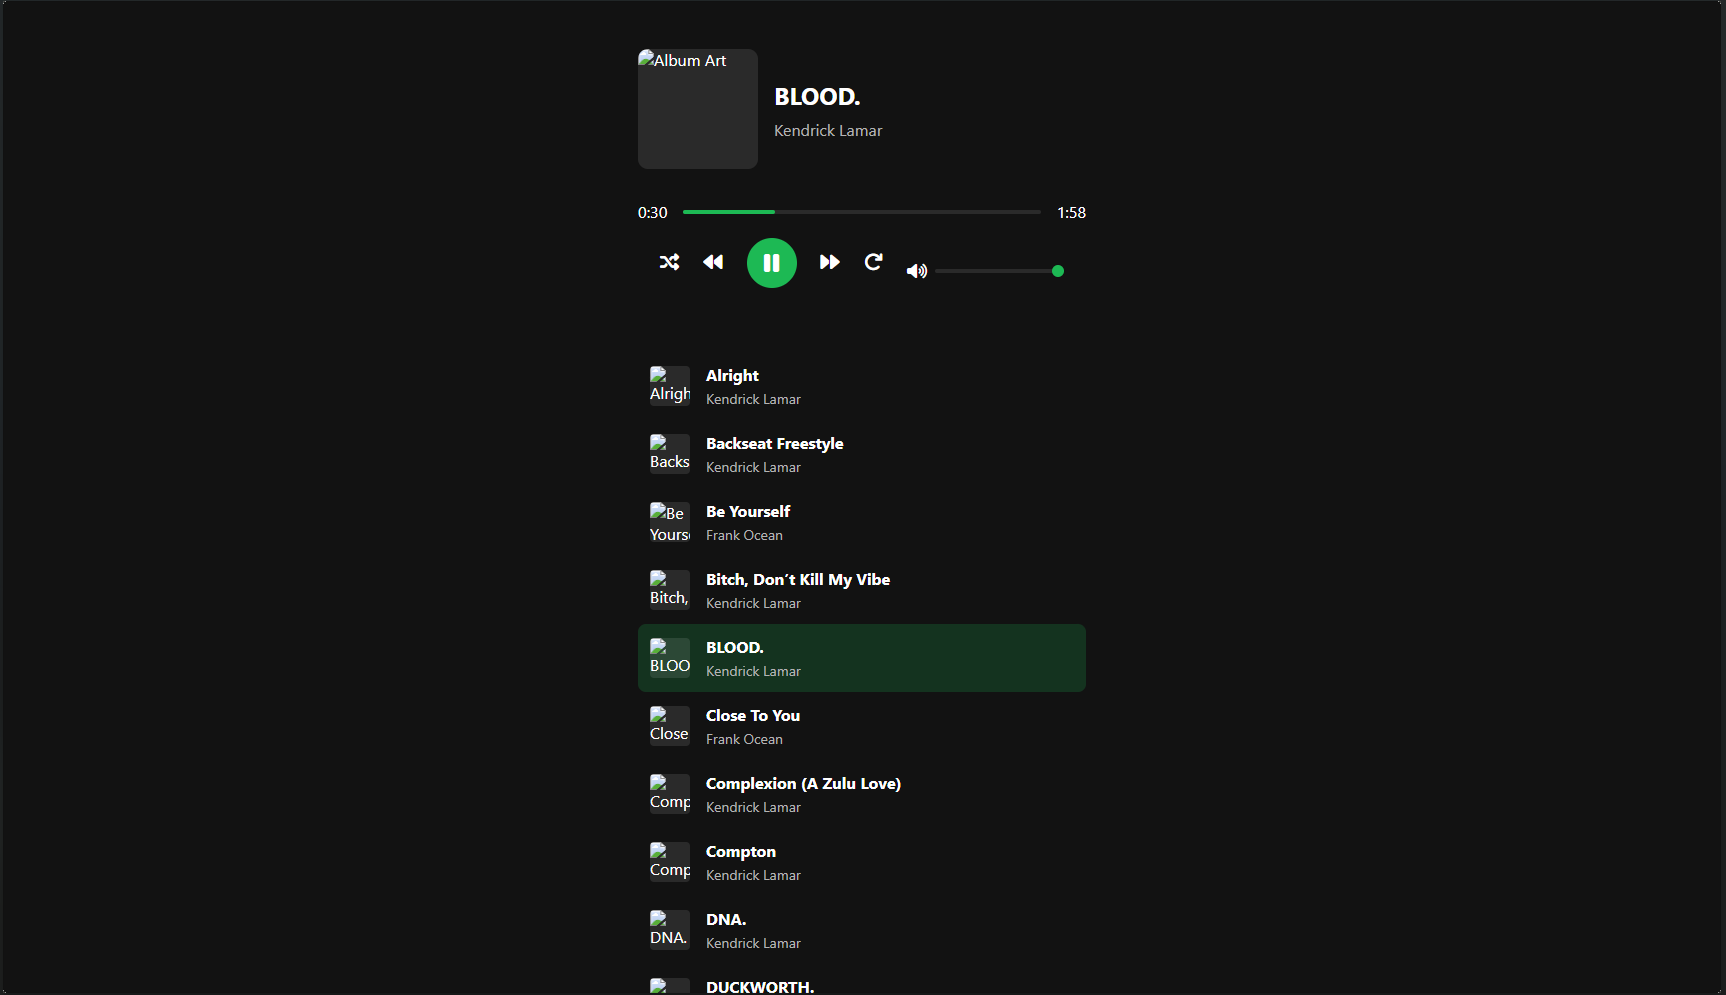 Album Art
BLOOD.
Kendrick Lamar
0:30
1:58
Alrigh
Alright
Kendrick Lamar
Backs
Backseat Freestyle
Kendrick Lamar
Be
Yourse
Be Yourself
Frank Ocean
Bitch,
Bitch, Don´t Kill My Vibe
Kendrick Lamar
BLOO
BLOOD.
Kendrick Lamar
Close
Close To You
Frank Ocean
Comp
Complexion (A Zulu Love)
Kendrick Lamar
Comp
Compton
Kendrick Lamar
DNA.
DNA.
Kendrick Lamar
DUCKWORTH.